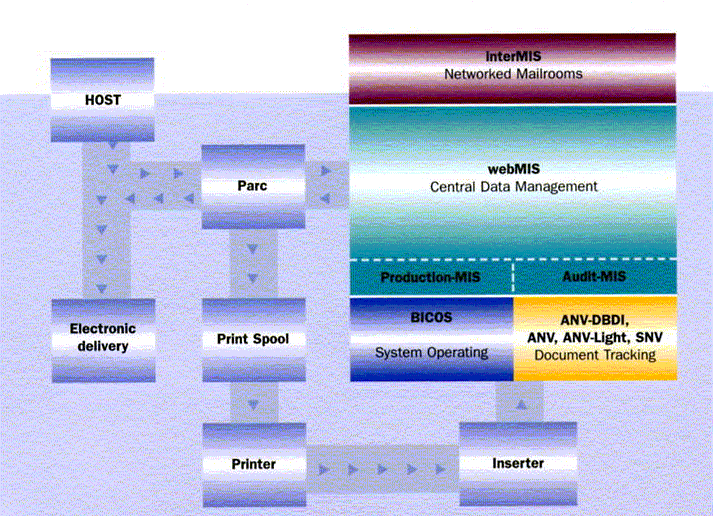 interMIS
Networked Mailrooms
HOST
webMIS
Central Data Management
Parc
Production-MIS
Audit-MIS
BICOS
System Operating
ANV-DBDI,
ANV, ANV-Light, SNV
Document Tracking
Electronic
delivery
Print Spool
Printer
Inserter